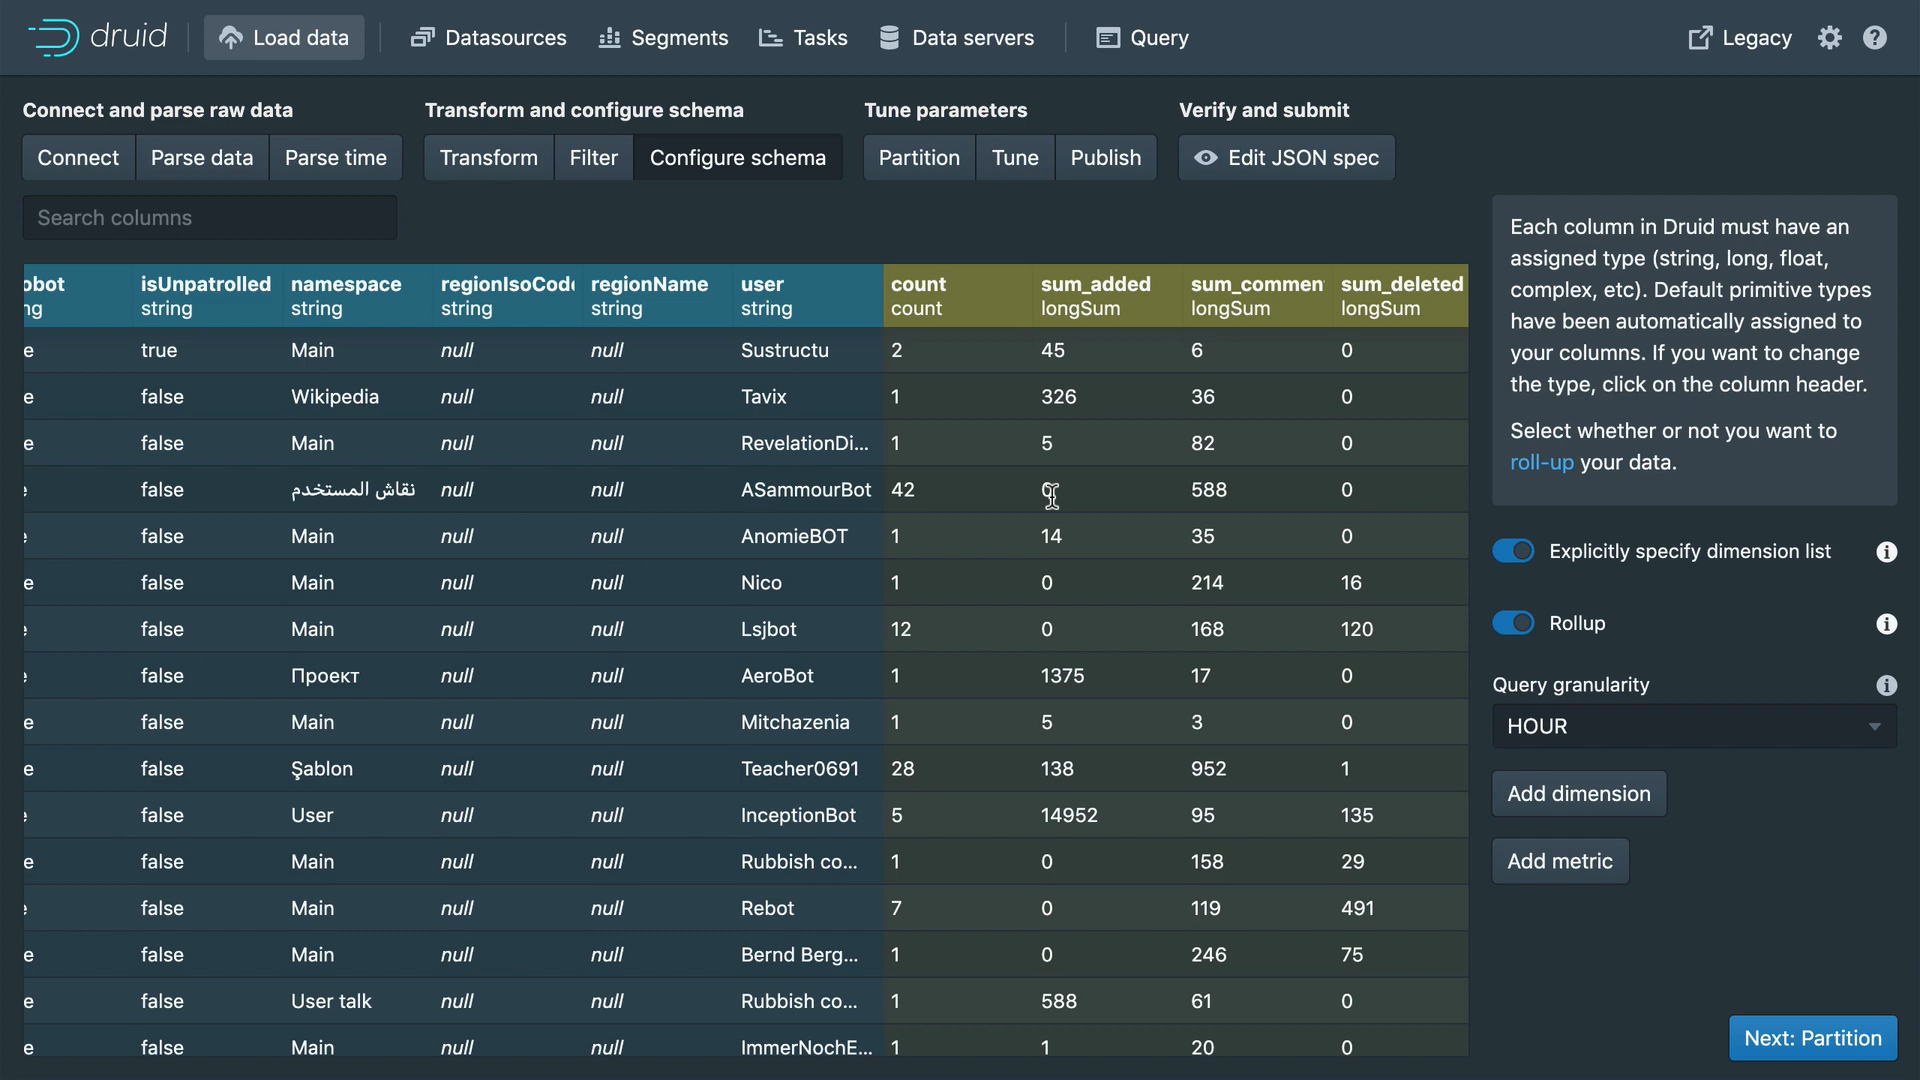 druid Load data Datasources Segments Tasks Data servers Query Legacy
Connect and parse raw data Transform and configure schema Tune parameters Verify and submit
Connect Parse data Parse time Transform Filter Configure schema Partition Tune Publish Edit JSON spec
Search columns
obot isUnpatrolled namespace regionIsoCod regionName user count sum_added sum_commen sum_deleted
ng string string string string string count longSum longSum longSum
e true Main null null Sustructu 2 45 6 0
e false Wikipedia null null Tavix 1 326 36 0
e false Main null null RevelationDi... 1 5 82 0
false نقاش المستخدم null null ASammourBot 42 0 588 0
false Main null null AnomieBOT 1 14 35 0
e false Main null null Nico 1 0 214 16
false Main null null Lsjbot 12 0 168 120
false Проект null null AeroBot 1 1375 17 0
e false Main null null Mitchazenia 1 5 3 0
e false Şablon null null Teacher0691 28 138 952 1
false User null null InceptionBot 5 14952 95 135
e false Main null null Rubbish co... 1 0 158 29
false Main null null Rebot 7 0 119 491
e false Main null null Bernd Berg... 1 0 246 75
e false User talk null null Rubbish co... 1 588 61 0
e false Main null null ImmerNochE... 1 1 20 0
Each column in Druid must have an
assigned type (string, long, float,
complex, etc). Default primitive types
have been automatically assigned to
your columns. If you want to change
the type, click on the column header.
Select whether or not you want to
roll-up your data.
Explicitly specify dimension list
Rollup
Query granularity
HOUR
Add dimension
Add metric
Next: Partition